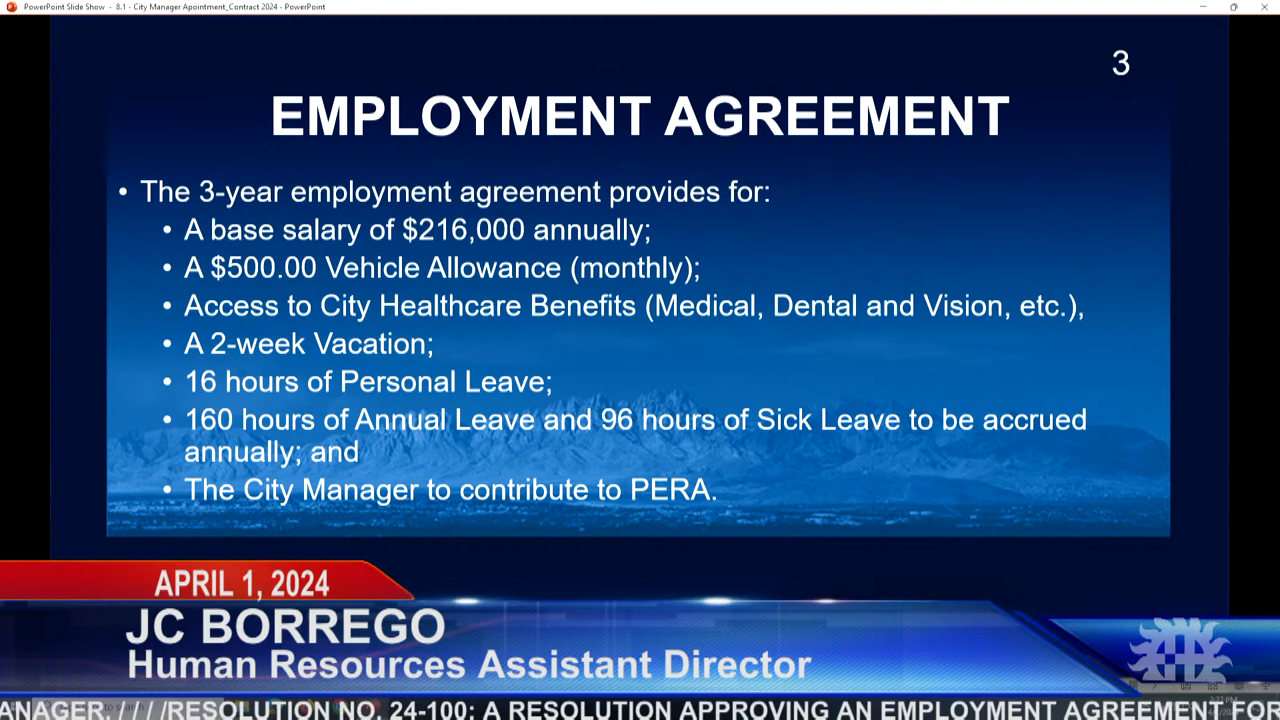 PowerPoint Slide Show - 8.1 - City Manager Apointment_Contract 2024 - PowerPoint
3
EMPLOYMENT AGREEMENT
• The 3-year employment agreement provides for:
• A base salary of $216,000 annually;
• A $500.00 Vehicle Allowance (monthly);
• Access to City Healthcare Benefits (Medical, Dental and Vision, etc.),
• A 2-week Vacation;
• 16 hours of Personal Leave;
• 160 hours of Annual Leave and 96 hours of Sick Leave to be accrued
annually; and
• The City Manager to contribute to PERA.
APRIL 1, 2024
JC BORREGO
Human Resources Assistant Director
ANAGER. / / / /RESOLUTION NO. 24-100: A RESOLUTION APPROVING AN EMPLOYMENT AGREEMENT FOR